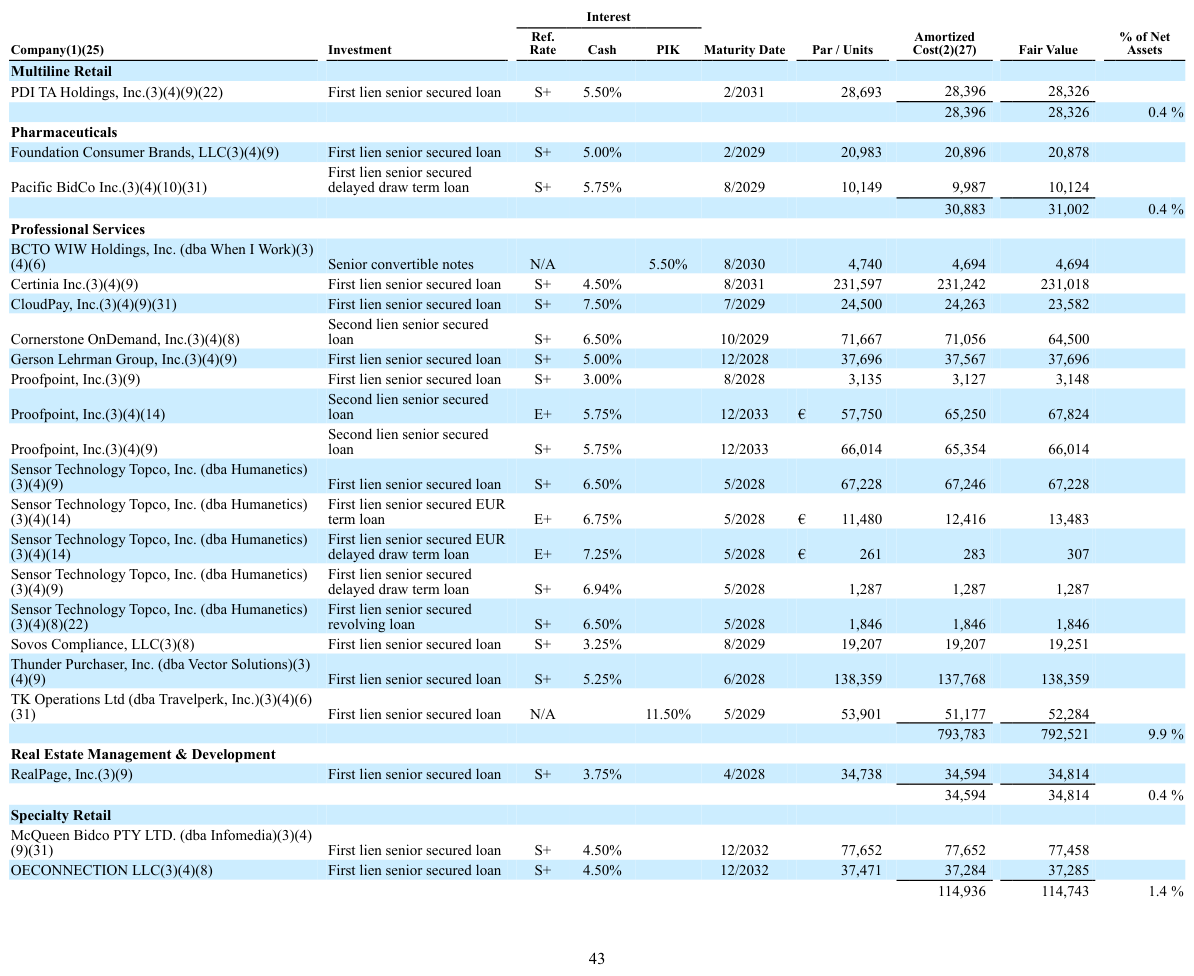 Interest
Company(1)(25) Investment Ref. Rate Cash PIK Maturity Date Par / Units Amortized Cost(2)(27) Fair Value % of Net Assets
Multiline Retail
PDI TA Holdings, Inc.(3)(4)(9)(22) First lien senior secured loan S+ 5.50% 2/2031 28,693 28,396 28,326
28,396 28,326 0.4 %
Pharmaceuticals
Foundation Consumer Brands, LLC(3)(4)(9) First lien senior secured loan S+ 5.00% 2/2029 20,983 20,896 20,878
First lien senior secured
Pacific BidCo Inc.(3)(4)(10)(31) delayed draw term loan S+ 5.75% 8/2029 10,149 9,987 10,124
30,883 31,002 0.4 %
Professional Services
BCTO WIW Holdings, Inc. (dba When I Work)(3)
(4)(6) Senior convertible notes N/A 5.50% 8/2030 4,740 4,694 4,694
Certinia Inc.(3)(4)(9) First lien senior secured loan S+ 4.50% 8/2031 231,597 231,242 231,018
CloudPay, Inc.(3)(4)(9)(31) First lien senior secured loan S+ 7.50% 7/2029 24,500 24,263 23,582
Second lien senior secured
Cornerstone OnDemand, Inc.(3)(4)(8) loan S+ 6.50% 10/2029 71,667 71,056 64,500
Gerson Lehrman Group, Inc.(3)(4)(9) First lien senior secured loan S+ 5.00% 12/2028 37,696 37,567 37,696
Proofpoint, Inc.(3)(9) First lien senior secured loan S+ 3.00% 8/2028 3,135 3,127 3,148
Second lien senior secured
Proofpoint, Inc.(3)(4)(14) loan E+ 5.75% 12/2033 € 57,750 65,250 67,824
Second lien senior secured
Proofpoint, Inc.(3)(4)(9) loan S+ 5.75% 12/2033 66,014 65,354 66,014
Sensor Technology Topco, Inc. (dba Humanetics)
(3)(4)(9) First lien senior secured loan S+ 6.50% 5/2028 67,228 67,246 67,228
Sensor Technology Topco, Inc. (dba Humanetics) First lien senior secured EUR
(3)(4)(14) term loan E+ 6.75% 5/2028 € 11,480 12,416 13,483
Sensor Technology Topco, Inc. (dba Humanetics) First lien senior secured EUR
(3)(4)(14) delayed draw term loan E+ 7.25% 5/2028 € 261 283 307
Sensor Technology Topco, Inc. (dba Humanetics) First lien senior secured
(3)(4)(9) delayed draw term loan S+ 6.94% 5/2028 1,287 1,287 1,287
Sensor Technology Topco, Inc. (dba Humanetics) First lien senior secured
(3)(4)(8)(22) revolving loan S+ 6.50% 5/2028 1,846 1,846 1,846
Sovos Compliance, LLC(3)(8) First lien senior secured loan S+ 3.25% 8/2029 19,207 19,207 19,251
Thunder Purchaser, Inc. (dba Vector Solutions)(3)
(4)(9) First lien senior secured loan S+ 5.25% 6/2028 138,359 137,768 138,359
TK Operations Ltd (dba Travelperk, Inc.)(3)(4)(6)
(31) First lien senior secured loan N/A 11.50% 5/2029 53,901 51,177 52,284
793,783 792,521 9.9 %
Real Estate Management & Development
RealPage, Inc.(3)(9) First lien senior secured loan S+ 3.75% 4/2028 34,738 34,594 34,814
34,594 34,814 0.4 %
Specialty Retail
McQueen Bidco PTY LTD. (dba Infomedia)(3)(4)
(9)(31) First lien senior secured loan S+ 4.50% 12/2032 77,652 77,652 77,458
OECONNECTION LLC(3)(4)(8) First lien senior secured loan S+ 4.50% 12/2032 37,471 37,284 37,285
114,936 114,743 1.4 %
43